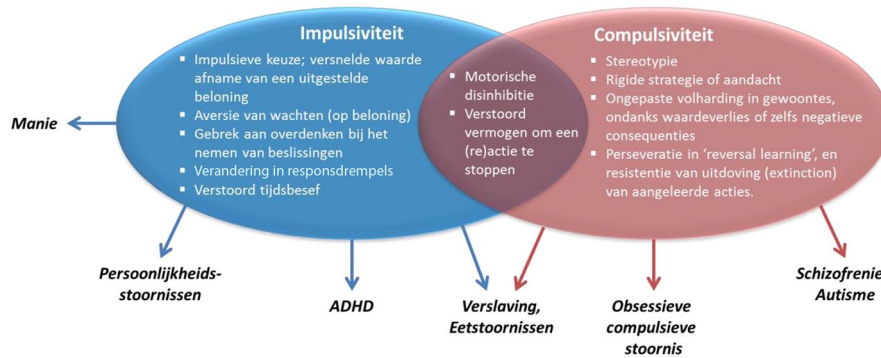 Impulsiviteit
▪ Impulsieve keuze; versnelde waarde
afname van een uitgestelde
beloning
▪ Aversie van wachten (op beloning)
▪ Gebrek aan overdenken bij het
nemen van beslissingen
▪ Verandering in responsdrempels
▪ Verstoord tijdsbesef
▪ Motorische
disinhibitie
▪ Verstoord
vermogen om een
(re)actie te
stoppen
Compulsiviteit
▪ Stereotypie
▪ Rigide strategie of aandacht
▪ Ongepaste volharding in gewoontes,
ondanks waardeverlies of zelfs negatieve
consequenties
▪ Perseveratie in ‘reversal learning’, en
resistentie van uitdoving (extinction)
van aangeleerde acties.
Manie
Persoonlijkheids-
stoornissen
ADHD
Verslaving,
Eetstoornissen
Obsessieve
compulsieve
stoornis
Schizofrenie
Autisme